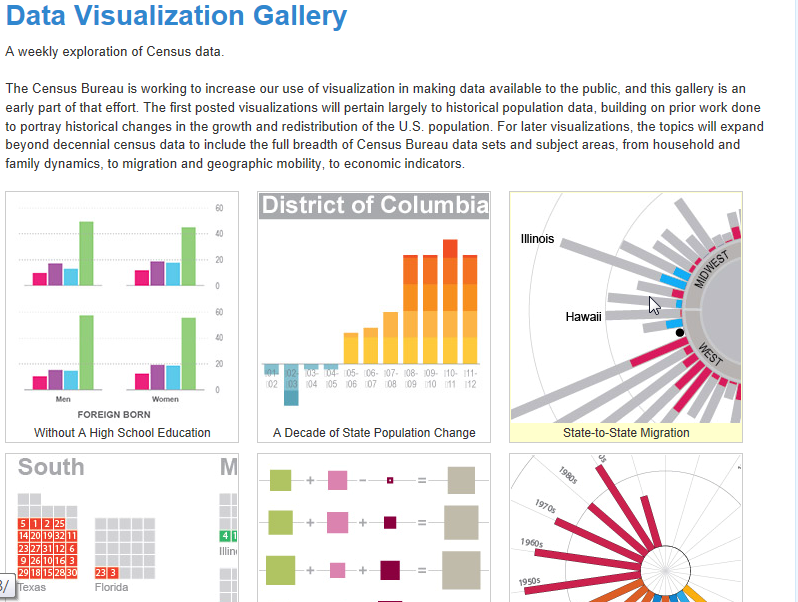 Data Visualization Gallery
A weekly exploration of Census data.
The Census Bureau is working to increase our use of visualization in making data available to the public, and this gallery is an
early part of that effort. The first posted visualizations will pertain largely to historical population data, building on prior work done
to portray historical changes in the growth and redistribution of the U.S. population. For later visualizations, the topics will expand
beyond decennial census data to include the full breadth of Census Bureau data sets and subject areas, from household and
family dynamics, to migration and geographic mobility, to economic indicators.
60
40
20
0
60
40
20
0
Men
Women
FOREIGN BORN
Without A High School Education
District of Columbia
'01- '02- '03- '04- '05- '06- '07- '08- '09- '10- '11-
'02 '03 '04 '05 '06 '07 '08 '09 '10 '11 '12
A Decade of State Population Change
Illinois
Hawaii
MIDWEST
WEST
State-to-State Migration
South
M
5 1 2 25
14 20 19 32 11
23 27 31 12 6
9 26 10 16 3
29 18 15 28 30
23 3
4 1
Texas
Florida
Illin
+ - =
+ + =
+ + =
1980s
1970s
1960s
1950s
3/